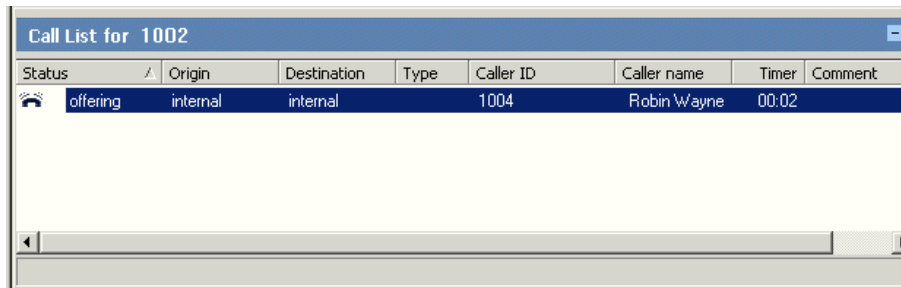 Call List for 1002
Status Origin Destination Type Caller ID Caller name Timer Comment
offering internal internal 1004 Robin Wayne 00:02